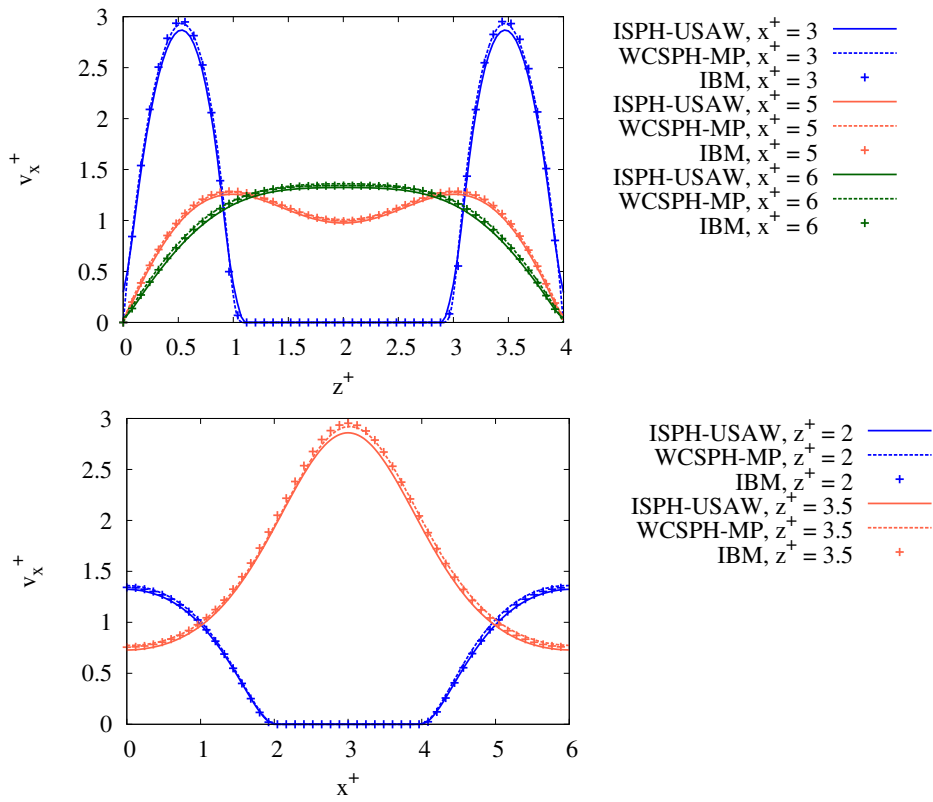 3
2.5
2
1.5
1
0.5
0
0 0.5 1 1.5 2 2.5 3 3.5 4
v_x^+
z^+
ISPH-USAW, x^+ = 3
WCSPH-MP, x^+ = 3
IBM, x^+ = 3
ISPH-USAW, x^+ = 5
WCSPH-MP, x^+ = 5
IBM, x^+ = 5
ISPH-USAW, x^+ = 6
WCSPH-MP, x^+ = 6
IBM, x^+ = 6
3
2.5
2
1.5
1
0.5
0
0 1 2 3 4 5 6
v_x^+
x^+
ISPH-USAW, z^+ = 2
WCSPH-MP, z^+ = 2
IBM, z^+ = 2
ISPH-USAW, z^+ = 3.5
WCSPH-MP, z^+ = 3.5
IBM, z^+ = 3.5